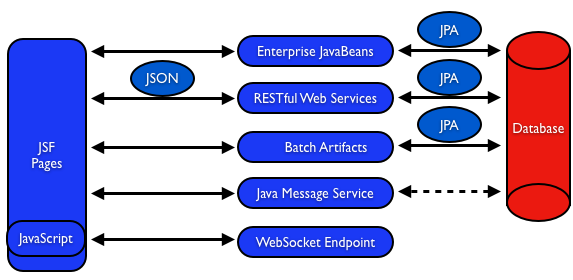 JPA
Enterprise JavaBeans
JSON
JPA
RESTful Web Services
JPA
Database
JSF
Pages
Batch Artifacts
Java Message Service
JavaScript
WebSocket Endpoint